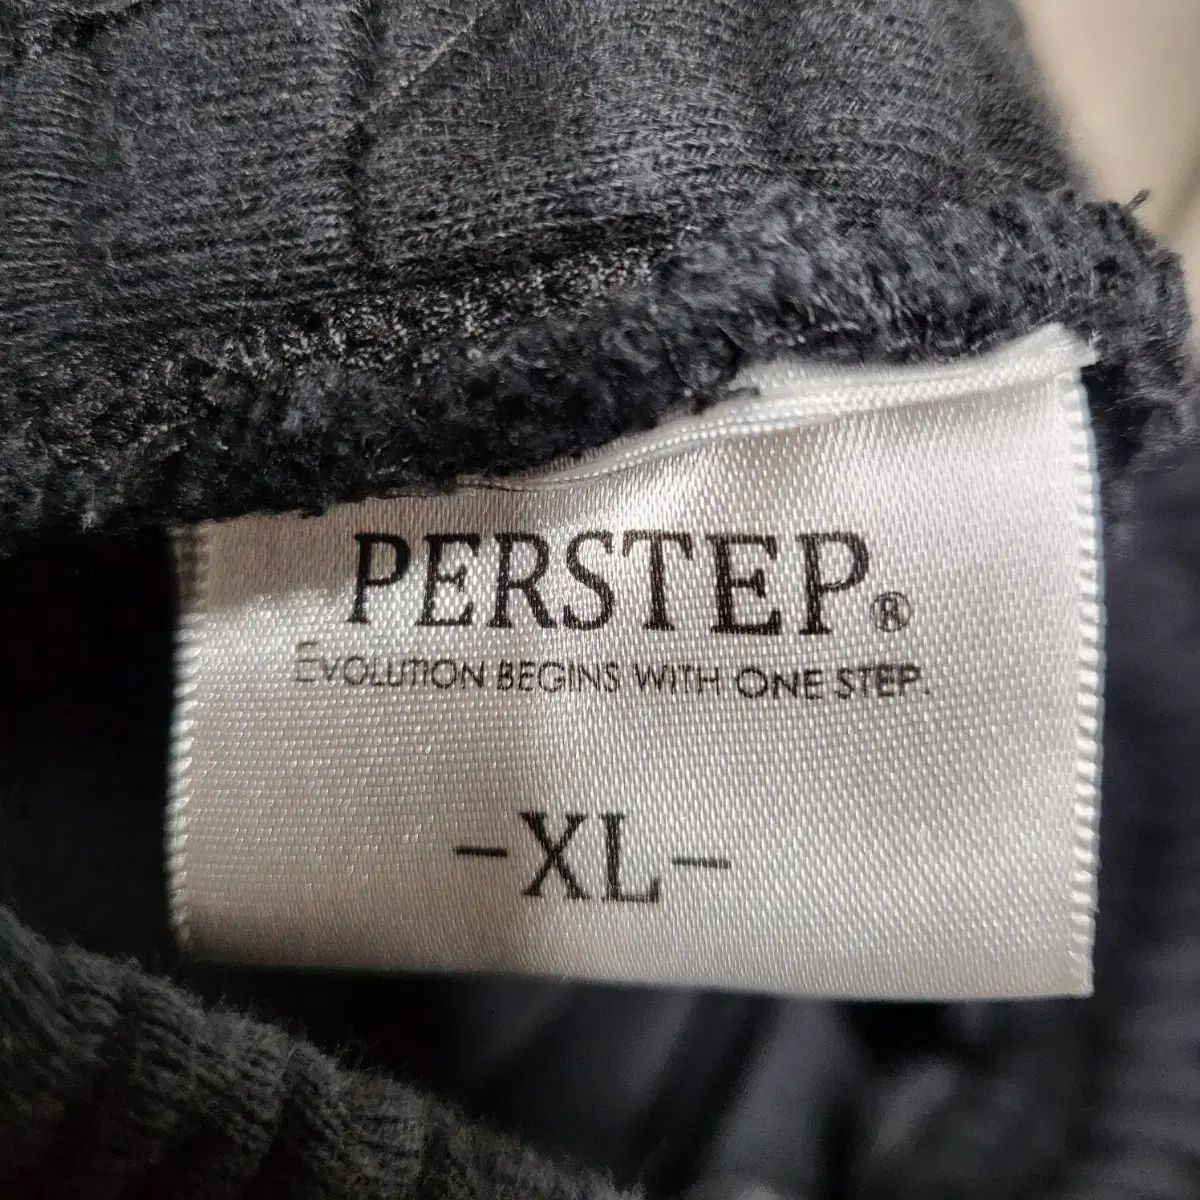 PERSTEP®
EVOLUTION BEGINS WITH ONE STEP.
-XL-